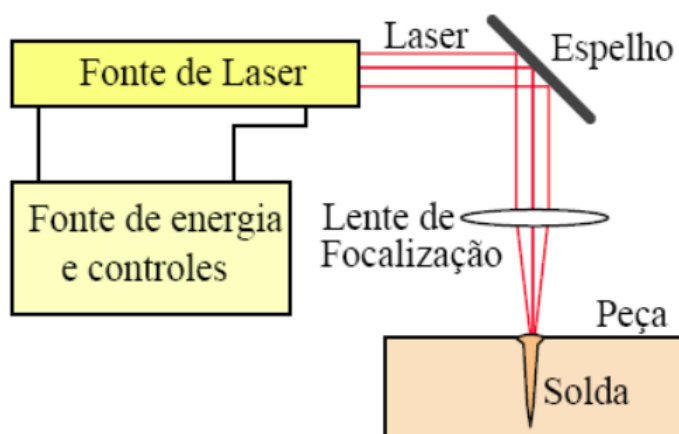 Laser
Espelho
Fonte de Laser
Fonte de energia
e controles
Lente de
Focalização
Peça
Solda